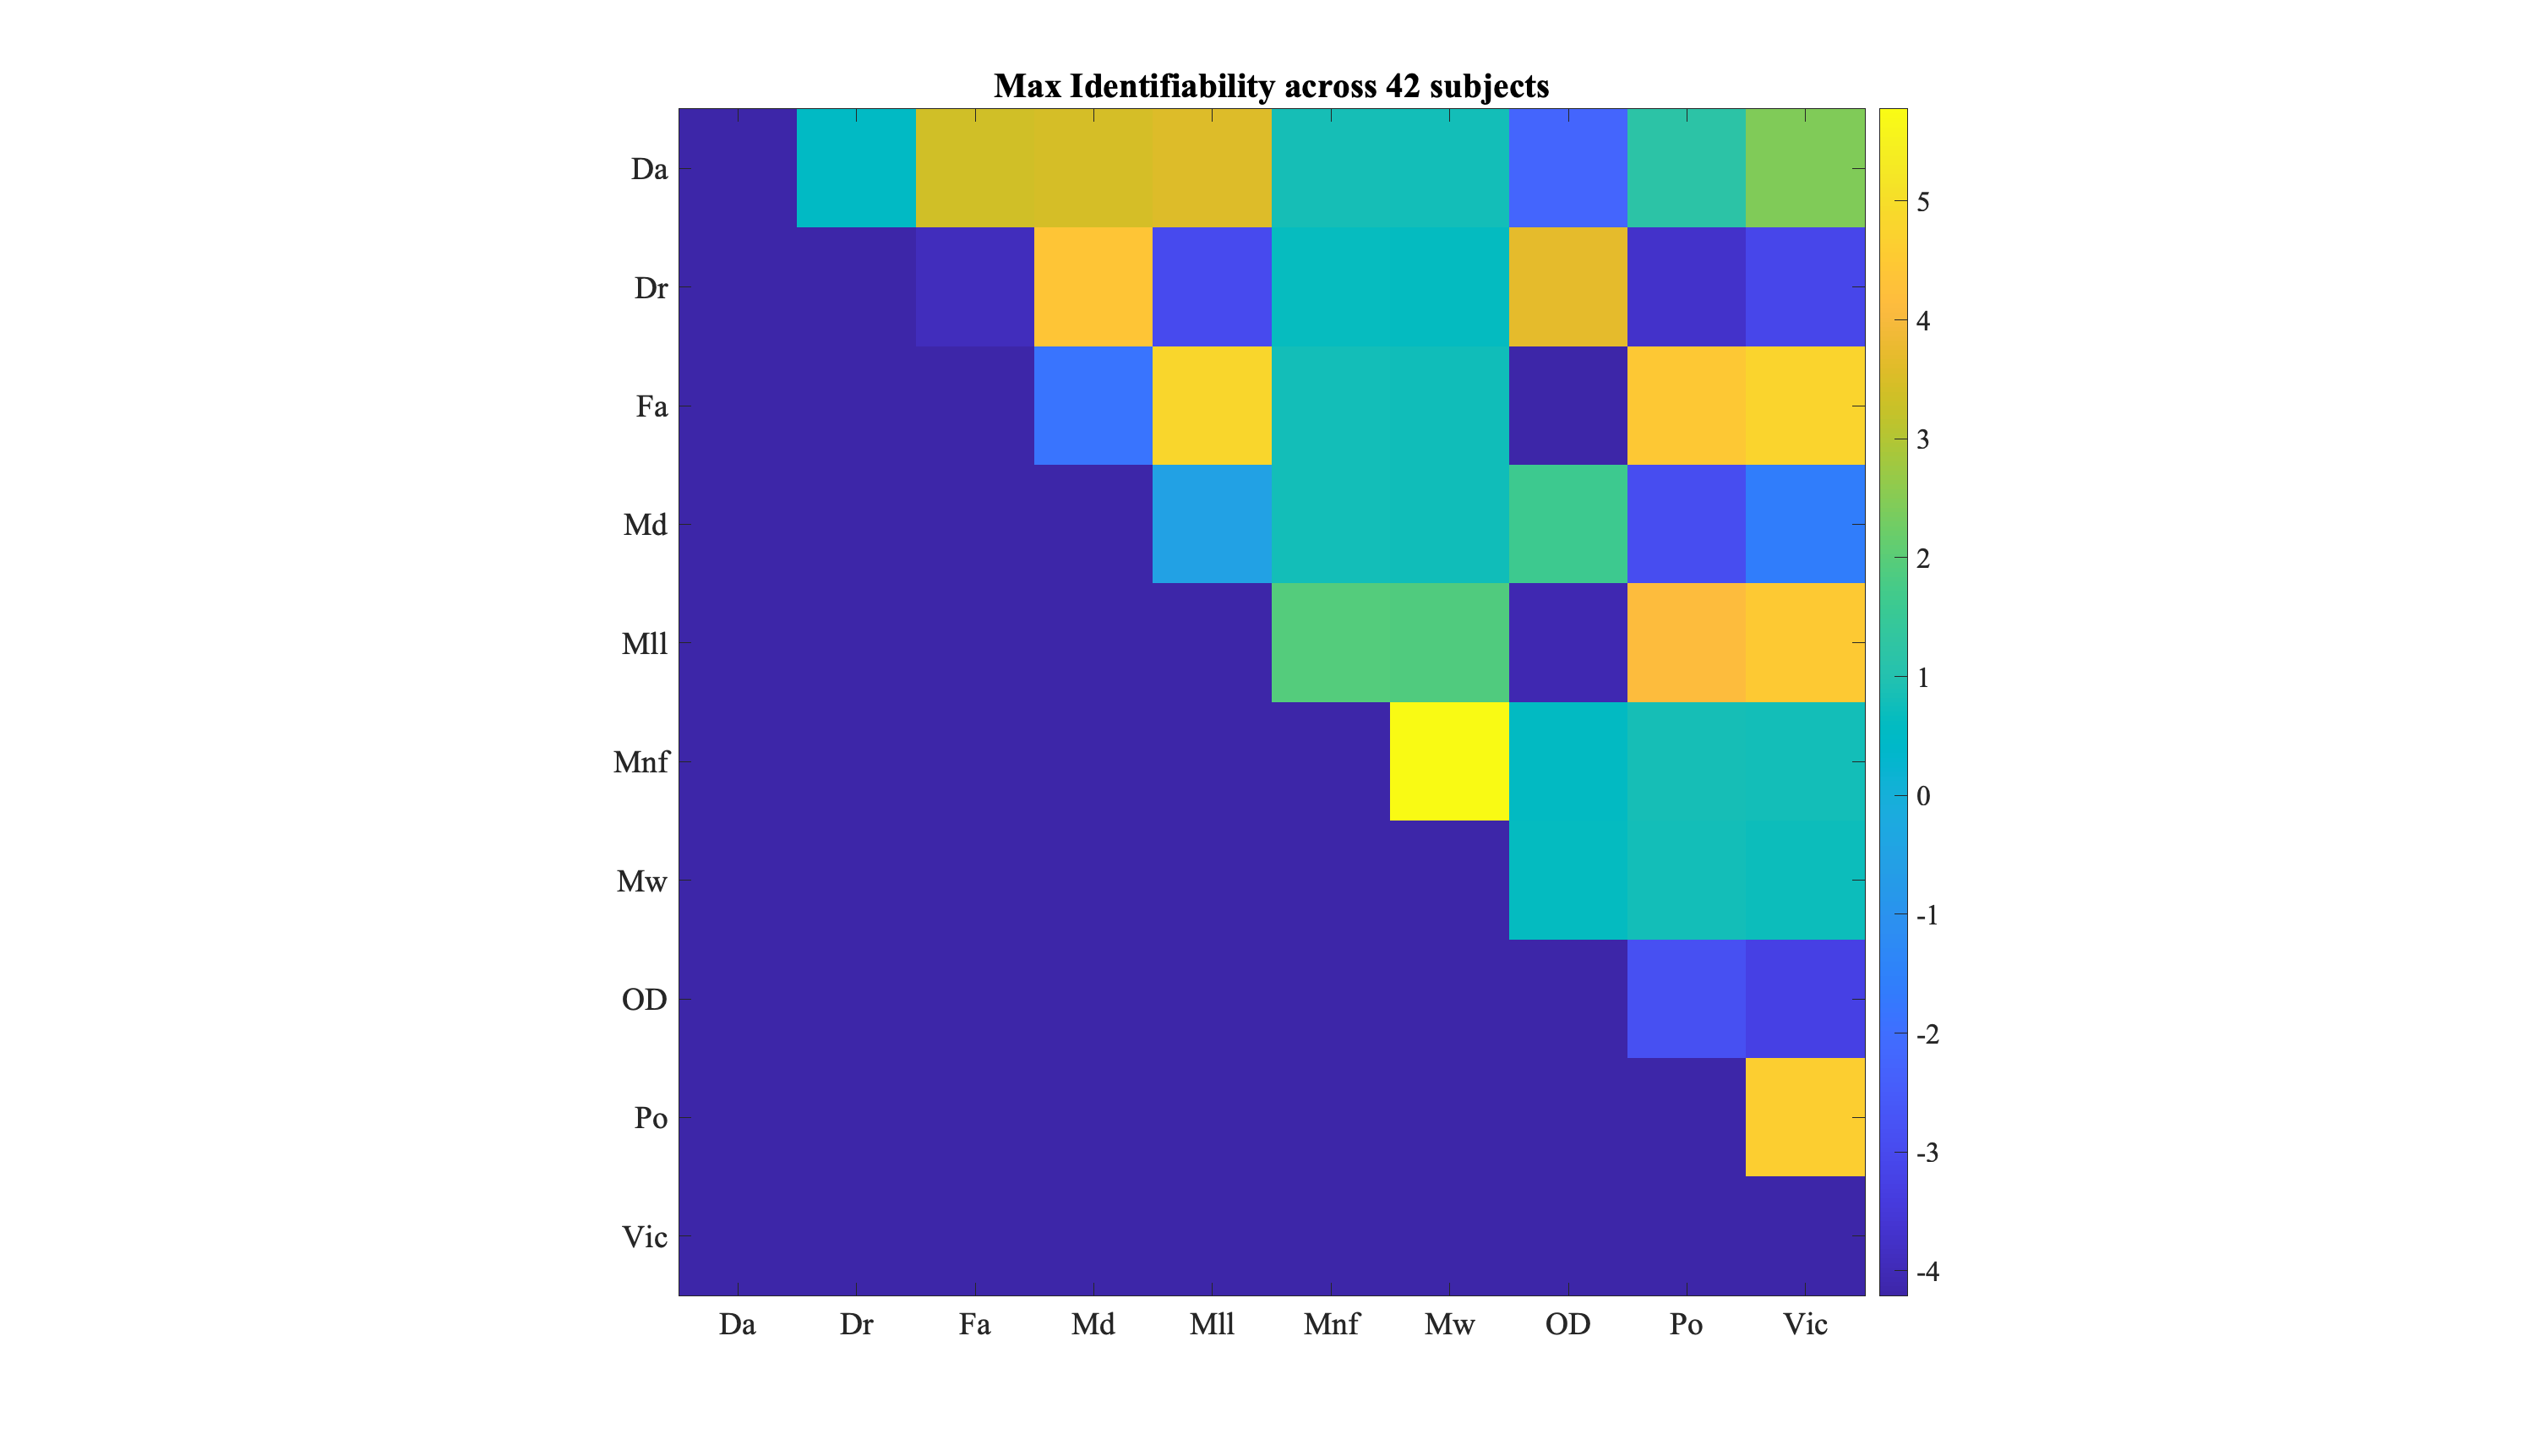 Max Identifiability across 42 subjects
Da
Dr
Fa
Md
Mll
Mnf
Mw
OD
Po
Vic
Da Dr Fa Md Mll Mnf Mw OD Po Vic
5
4
3
2
1
0
-1
-2
-3
-4